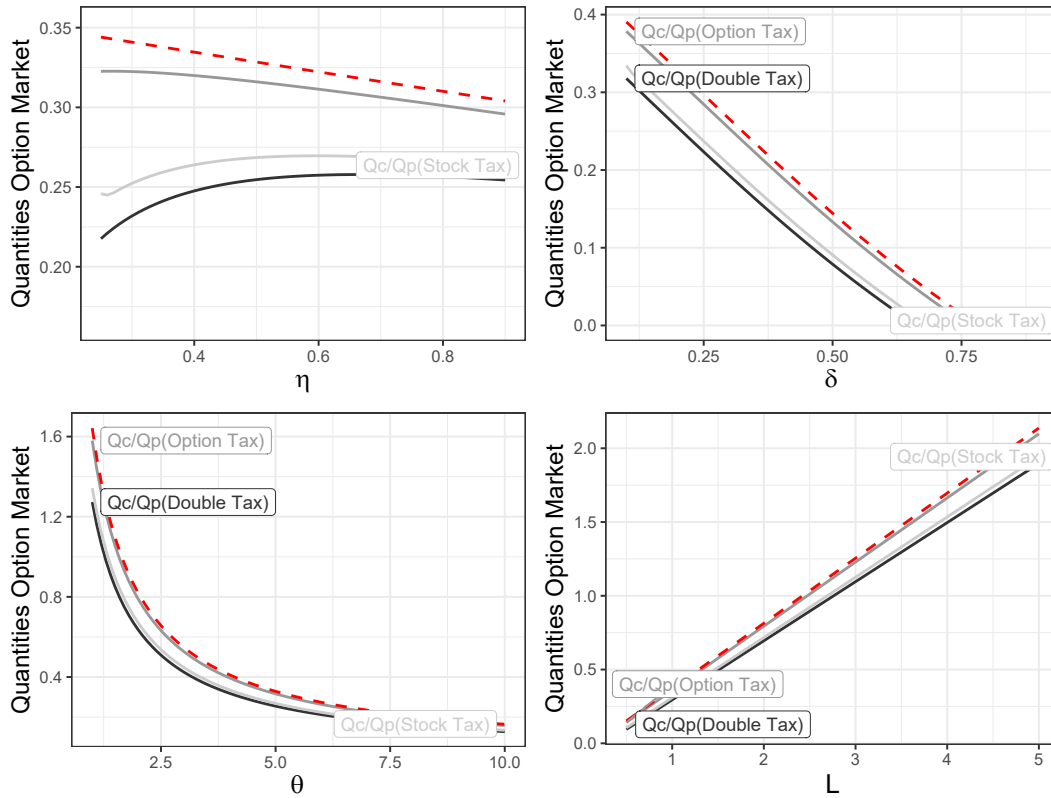 Quantities Option Market
0.35
0.30
0.25
0.20
Qc/Qp(Stock Tax)
0.4
0.6
0.8
η
Quantities Option Market
0.4
0.3
0.2
0.1
0.0
Qc/Qp(Option Tax)
Qc/Qp(Double Tax)
Qc/Qp(Stock Tax)
0.25
0.50
0.75
δ
Quantities Option Market
1.6
1.2
0.8
0.4
Qc/Qp(Option Tax)
Qc/Qp(Double Tax)
Qc/Qp(Stock Tax)
2.5
5.0
7.5
10.0
θ
Quantities Option Market
2.0
1.5
1.0
0.5
0.0
Qc/Qp(Stock Tax)
Qc/Qp(Option Tax)
Qc/Qp(Double Tax)
1
2
3
4
5
L